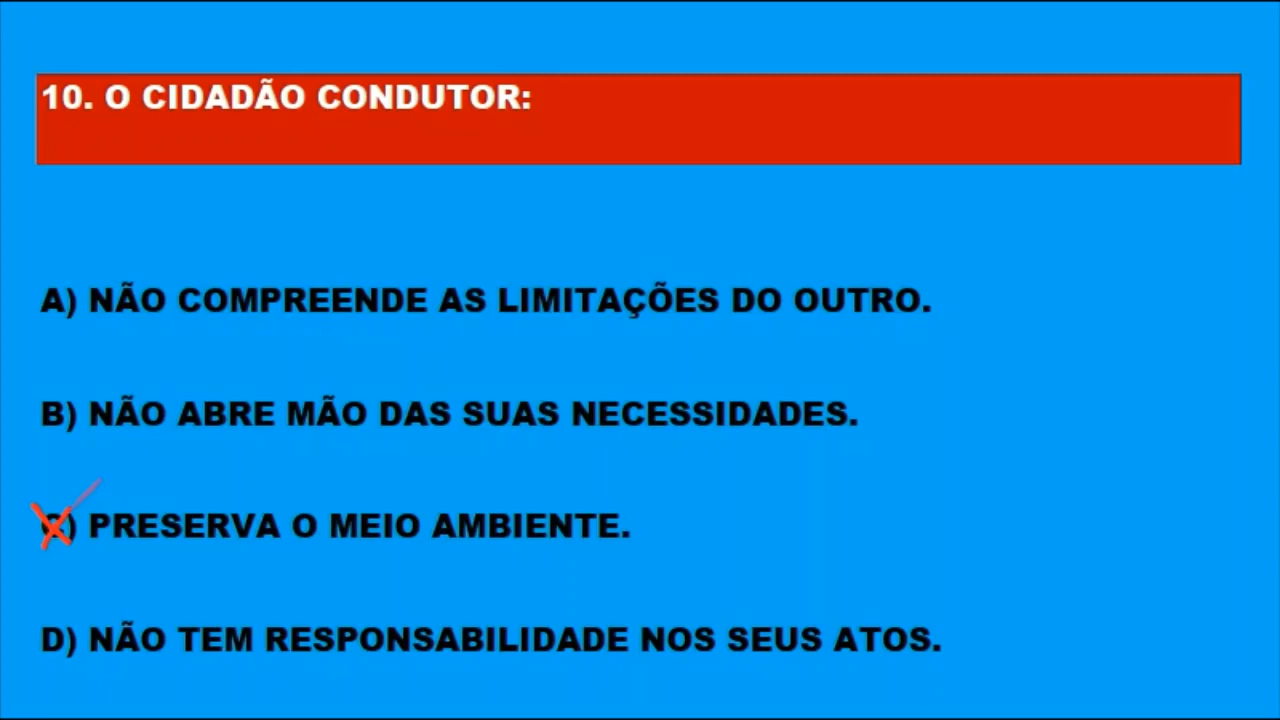 10. O CIDADÃO CONDUTOR:
A) NÃO COMPREENDE AS LIMITAÇÕES DO OUTRO.
B) NÃO ABRE MÃO DAS SUAS NECESSIDADES.
C) PRESERVA O MEIO AMBIENTE.
D) NÃO TEM RESPONSABILIDADE NOS SEUS ATOS.